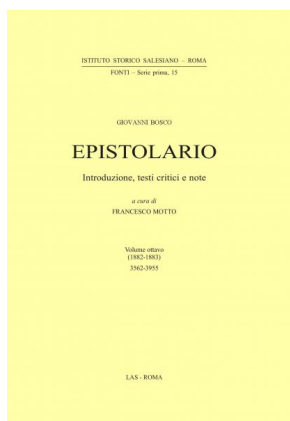 ISTITUTO STORICO SALESIANO – ROMA
FONTI – Serie prima, 15
GIOVANNI BOSCO
EPISTOLARIO
Introduzione, testi critici e note
a cura di
FRANCESCO MOTTO
Volume ottavo
(1882-1883)
3562-3955
LAS - ROMA